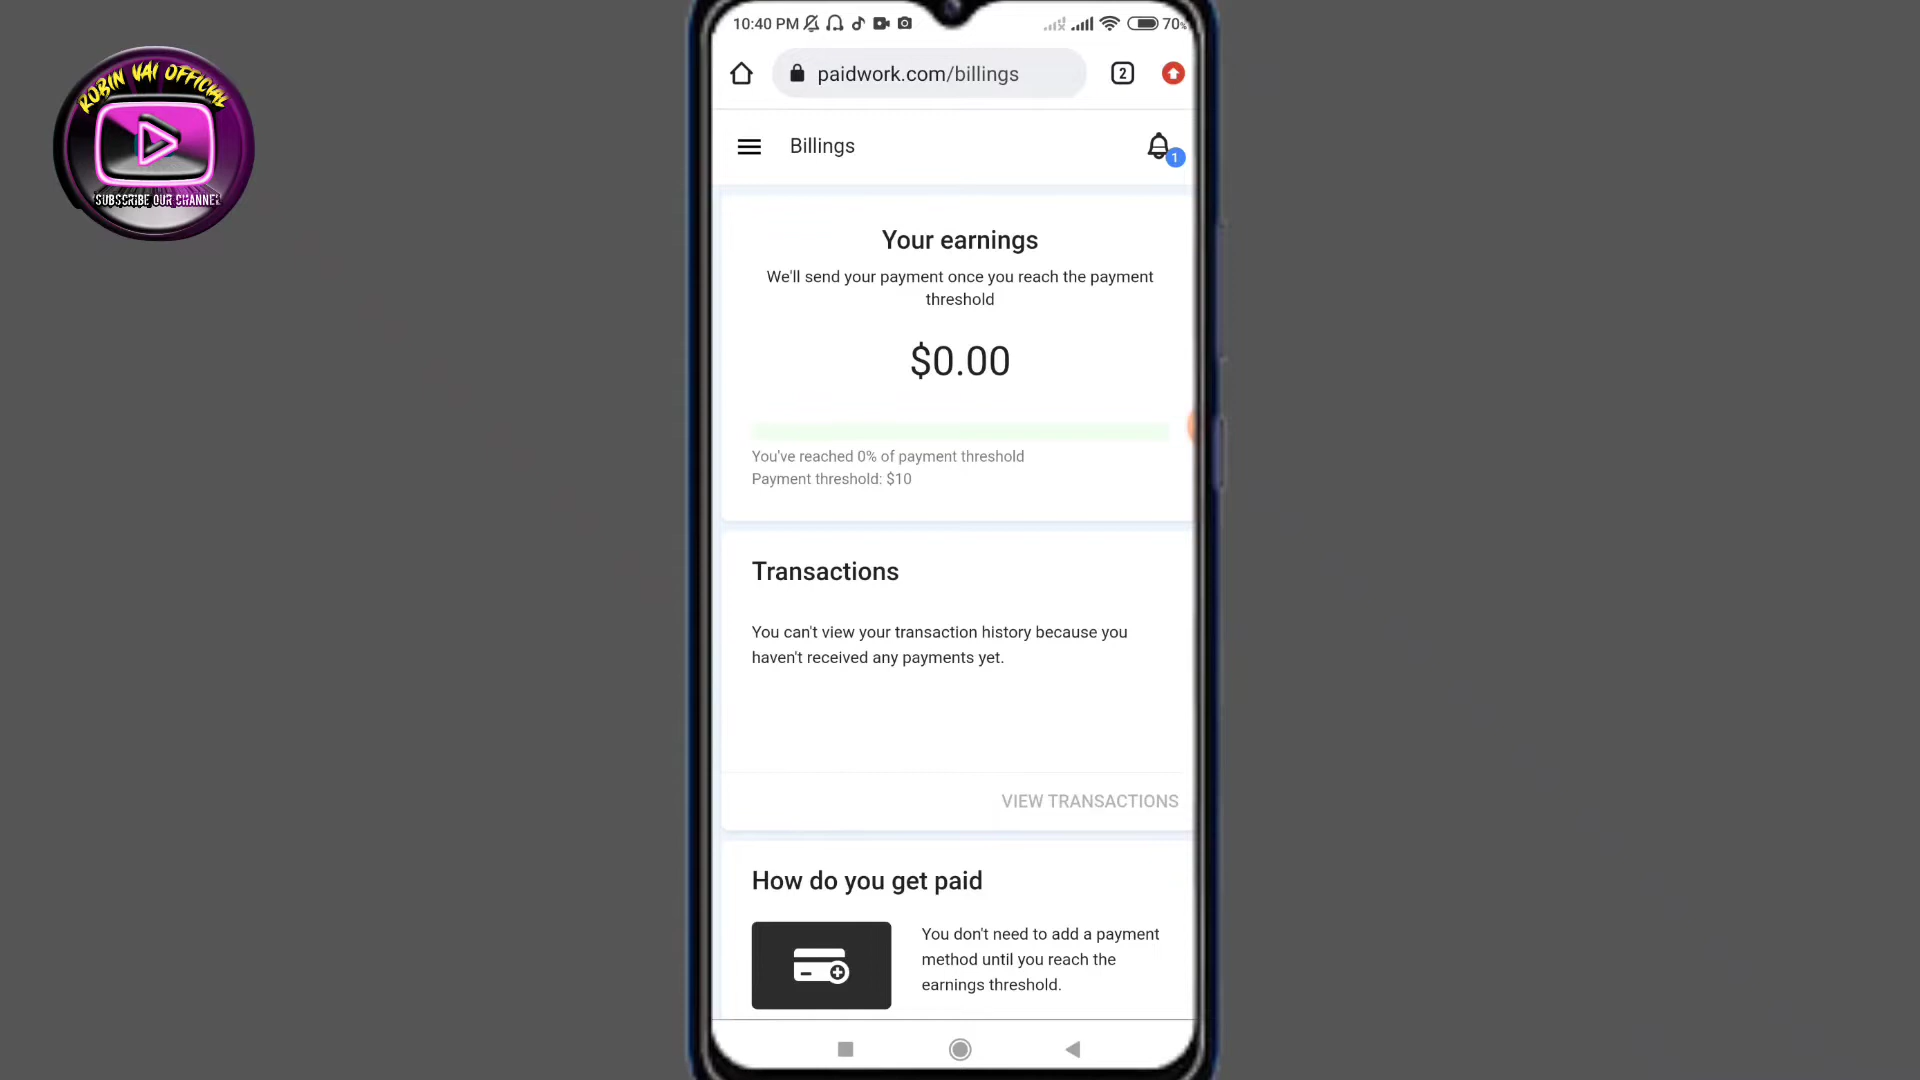 ROBIN VAI OFFICIAL
SUBSCRIBE OUR CHANNEL
10:40 PM
70%
paidwork.com/billings
2
Billings
1
Your earnings
We'll send your payment once you reach the payment
threshold
$0.00
You've reached 0% of payment threshold
Payment threshold: $10
Transactions
You can't view your transaction history because you
haven't received any payments yet.
VIEW TRANSACTIONS
How do you get paid
You don't need to add a payment
method until you reach the
earnings threshold.